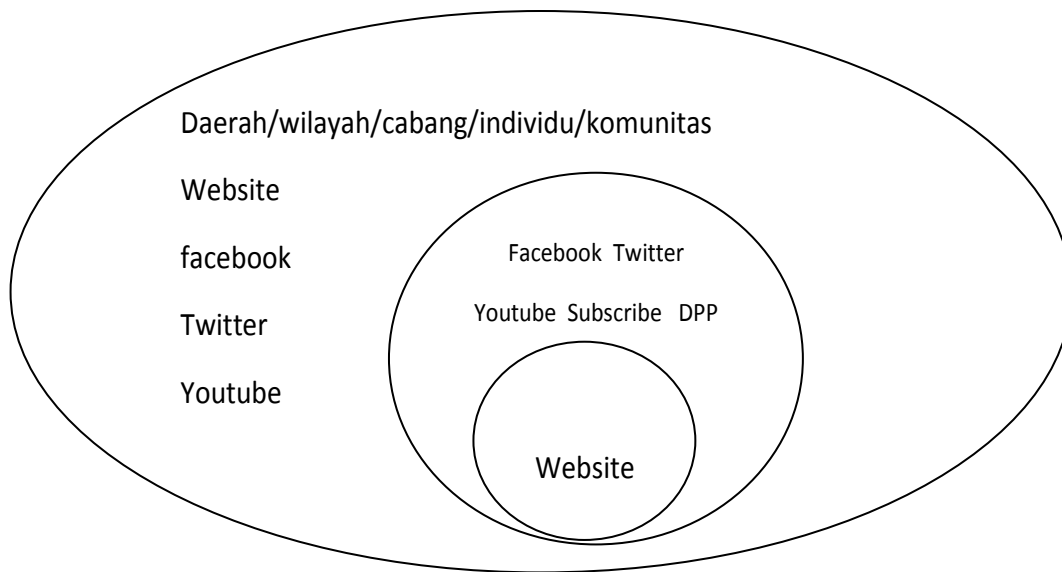 Daerah/wilayah/cabang/individu/komunitas
Website
facebook
Twitter
Youtube
Facebook Twitter
Youtube Subscribe DPP
Website